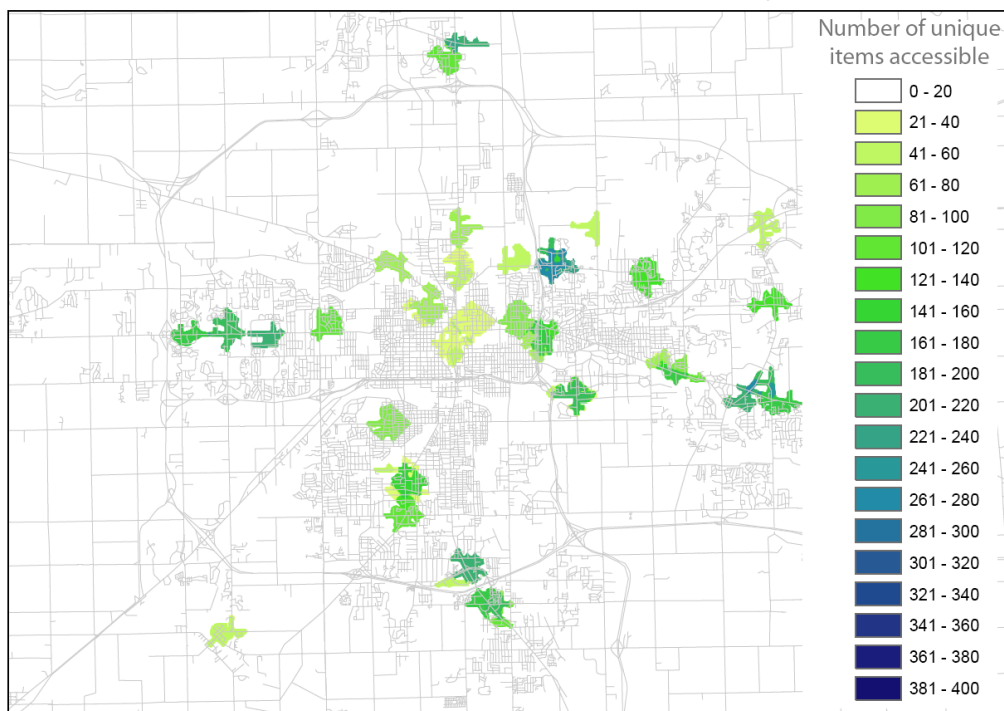 Number of unique
items accessible
0 - 20
21 - 40
41 - 60
61 - 80
81 - 100
101 - 120
121 - 140
141 - 160
161 - 180
181 - 200
201 - 220
221 - 240
241 - 260
261 - 280
281 - 300
301 - 320
321 - 340
341 - 360
361 - 380
381 - 400